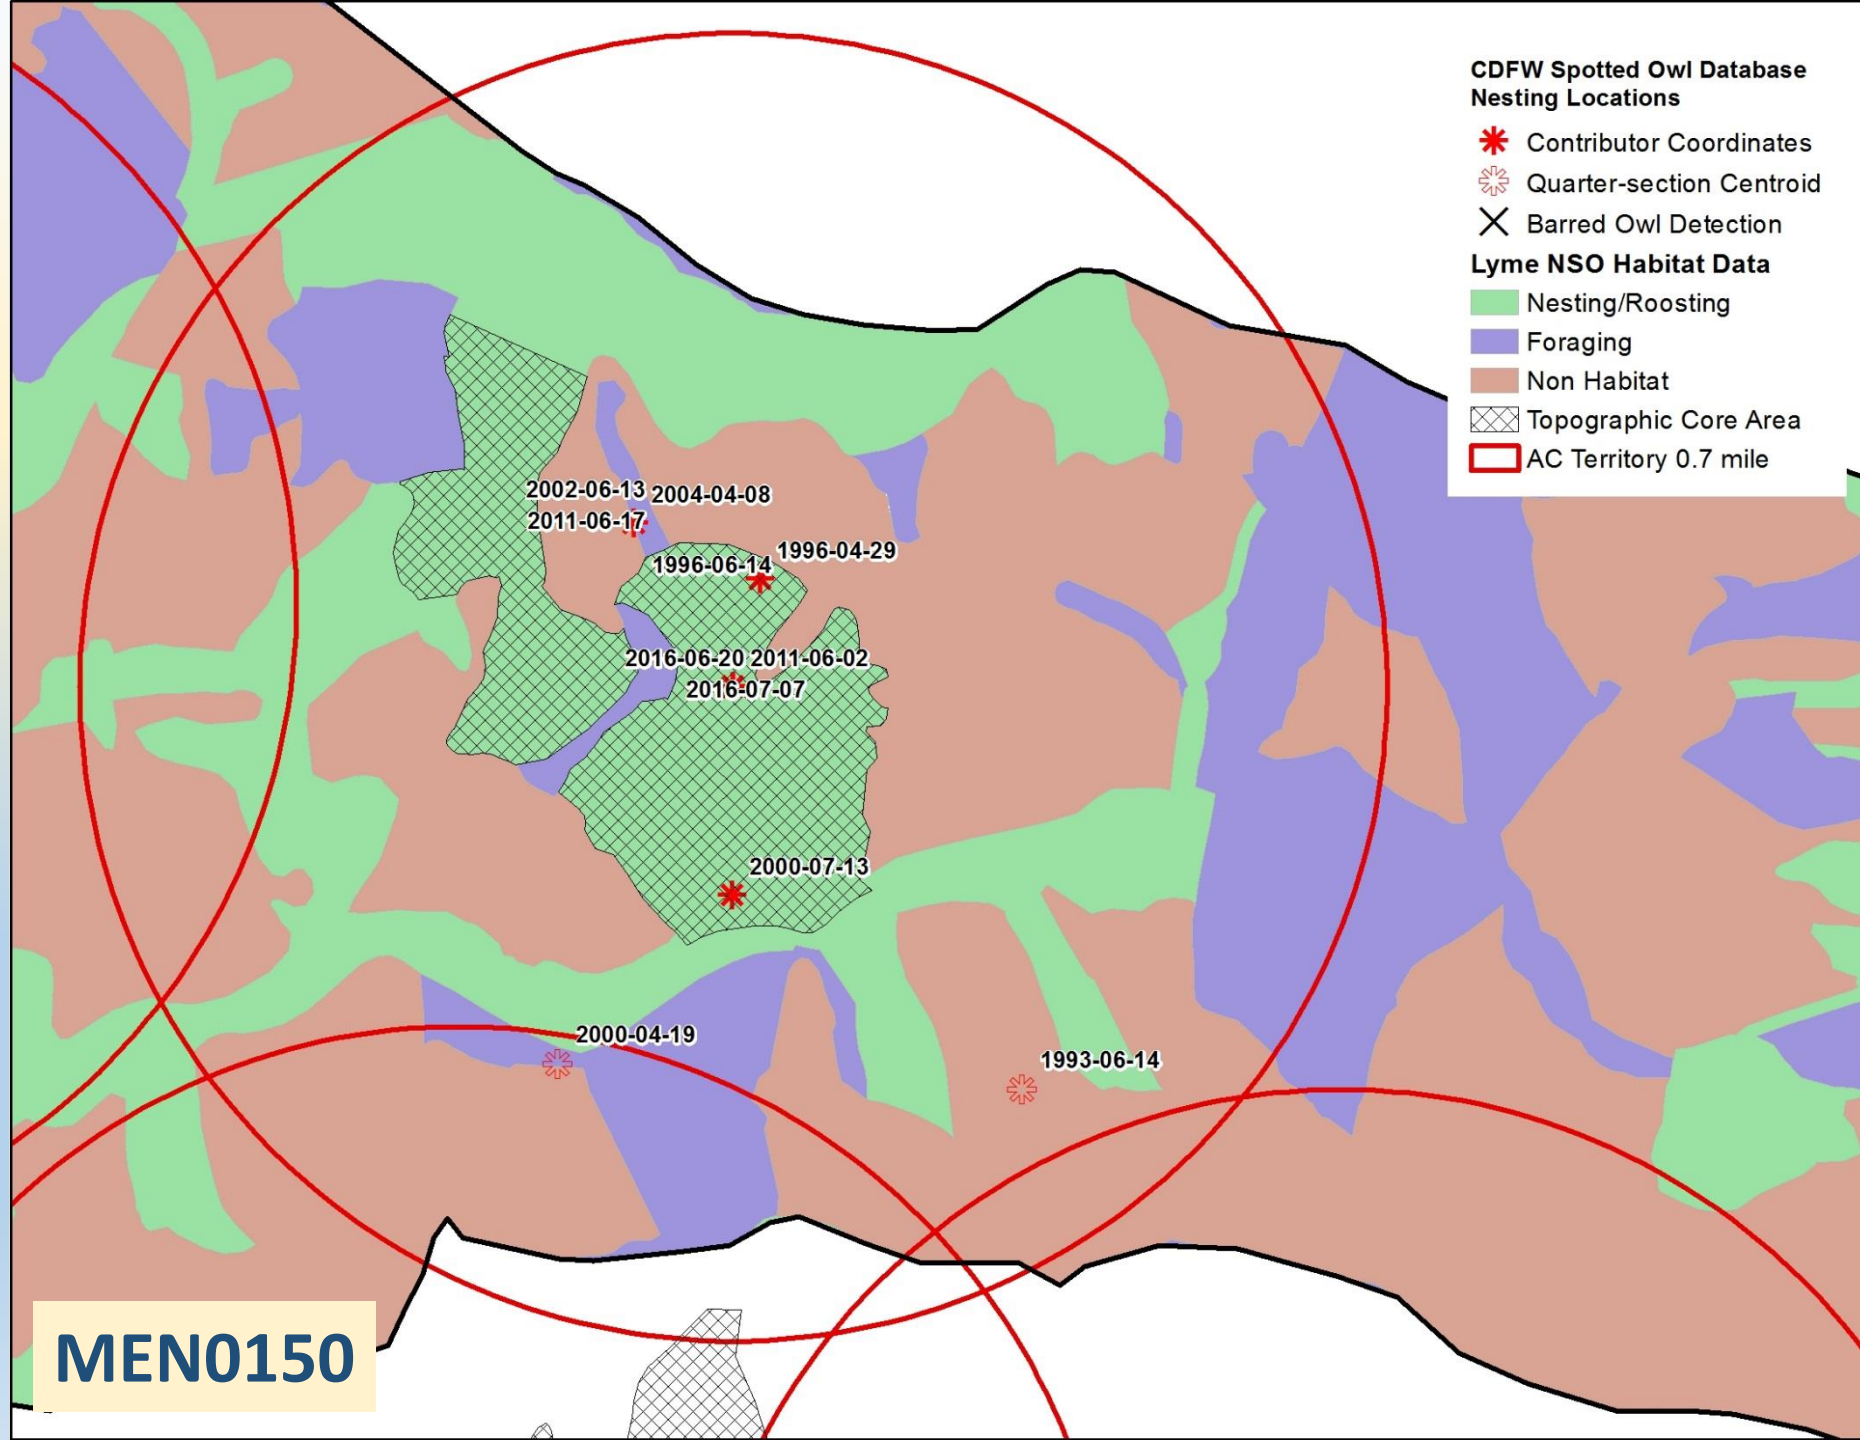 CDFW Spotted Owl Database
Nesting Locations
Contributor Coordinates
Quarter-section Centroid
Barred Owl Detection
Lyme NSO Habitat Data
Nesting/Roosting
Foraging
Non Habitat
Topographic Core Area
AC Territory 0.7 mile
2002-06-13 2004-04-08
2011-06-17
1996-04-29
1996-06-14
2016-06-20 2011-06-02
2016-07-07
2000-07-13
2000-04-19
1993-06-14
MEN0150